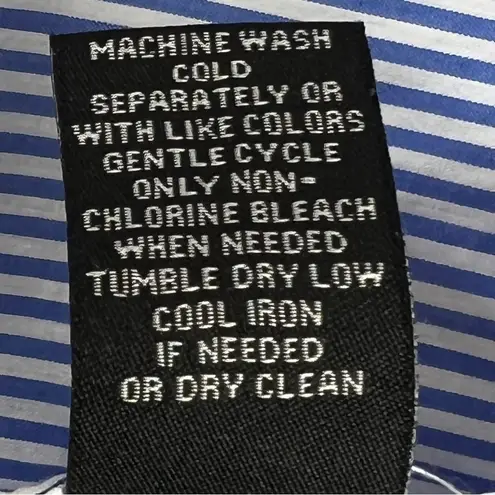 MACHINE WASH
COLD
SEPARATELY OR
WITH LIKE COLORS
GENTLE CYCLE
ONLY NON-
CHLORINE BLEACH
WHEN NEEDED
TUMBLE DRY LOW
COOL IRON
IF NEEDED
OR DRY CLEAN